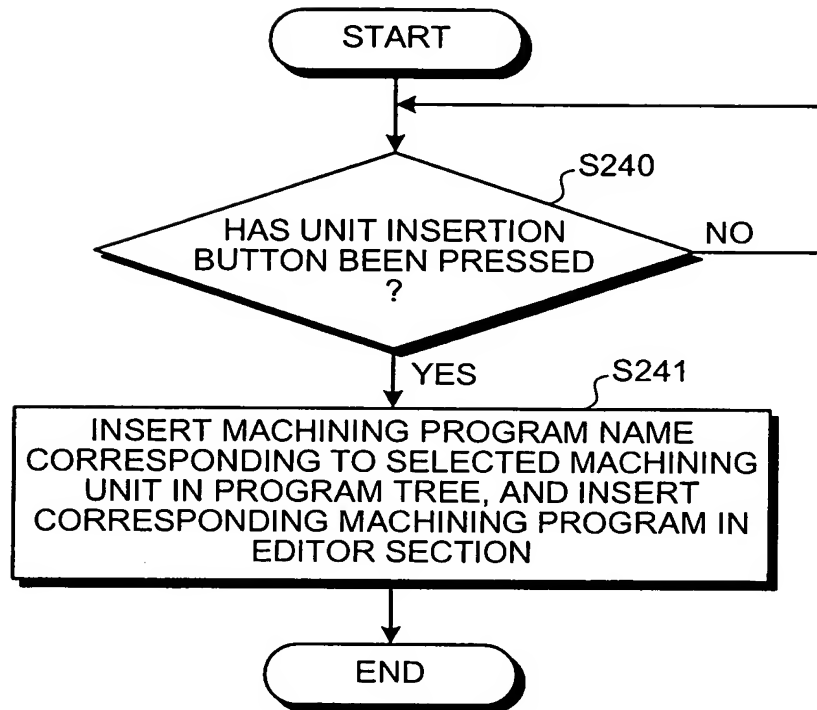 START
S240
HAS UNIT INSERTION
BUTTON BEEN PRESSED
?
NO
YES
S241
INSERT MACHINING PROGRAM NAME
CORRESPONDING TO SELECTED MACHINING
UNIT IN PROGRAM TREE, AND INSERT
CORRESPONDING MACHINING PROGRAM IN
EDITOR SECTION
END